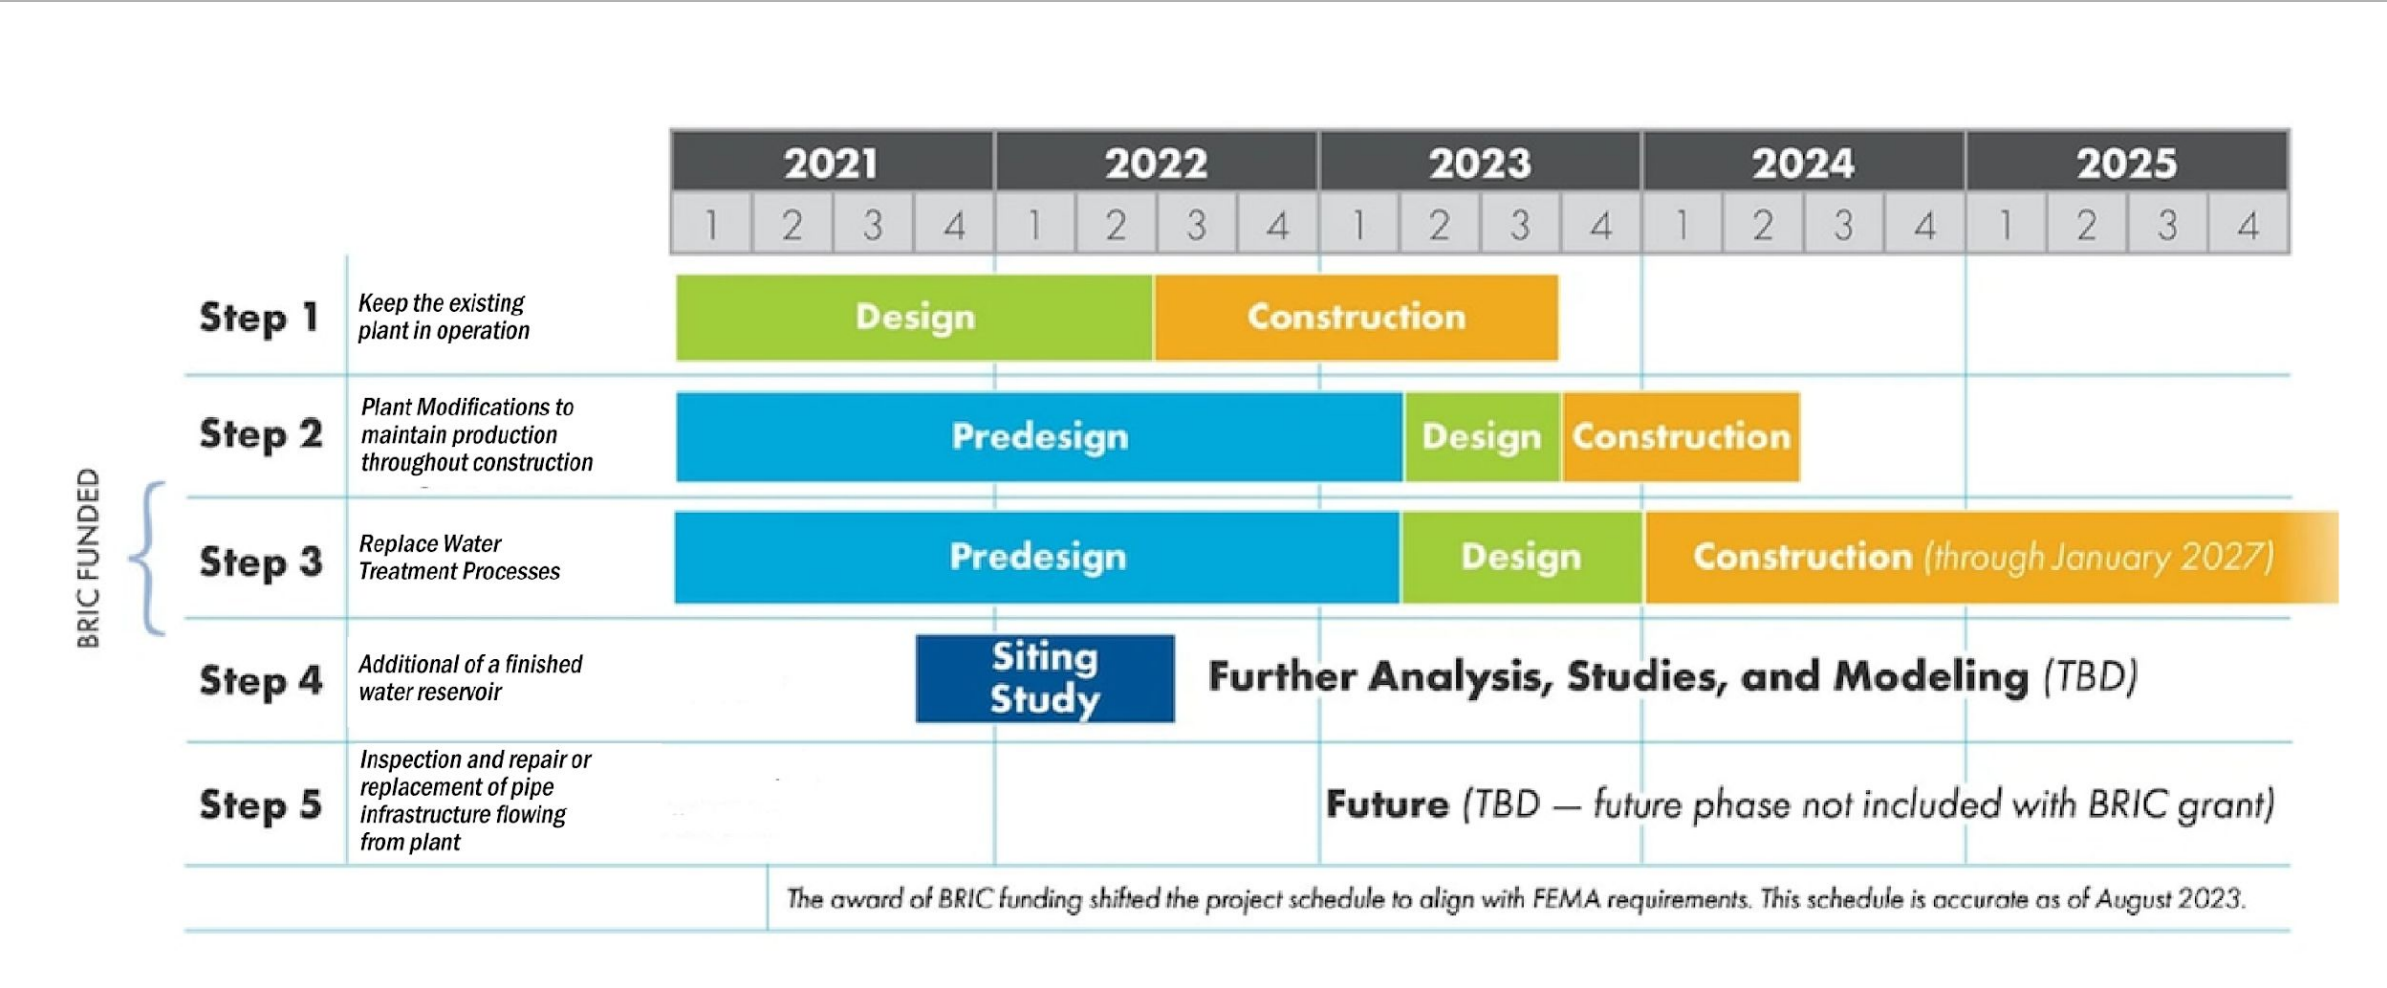 2021 2022 2023 2024 2025
1 2 3 4 1 2 3 4 1 2 3 4 1 2 3 4 1 2 3 4
Step 1
Keep the existing
plant in operation
Design
Construction
Step 2
Plant Modifications to
maintain production
throughout construction
Predesign
Design
Construction
BRIC FUNDED
Step 3
Replace Water
Treatment Processes
Predesign
Design
Construction (through January 2027)
Step 4
Additional of a finished
water reservoir
Siting
Study
Further Analysis, Studies, and Modeling (TBD)
Step 5
Inspection and repair or
replacement of pipe
infrastructure flowing
from plant
Future (TBD — future phase not included with BRIC grant)
The award of BRIC funding shifted the project schedule to align with FEMA requirements. This schedule is accurate as of August 2023.